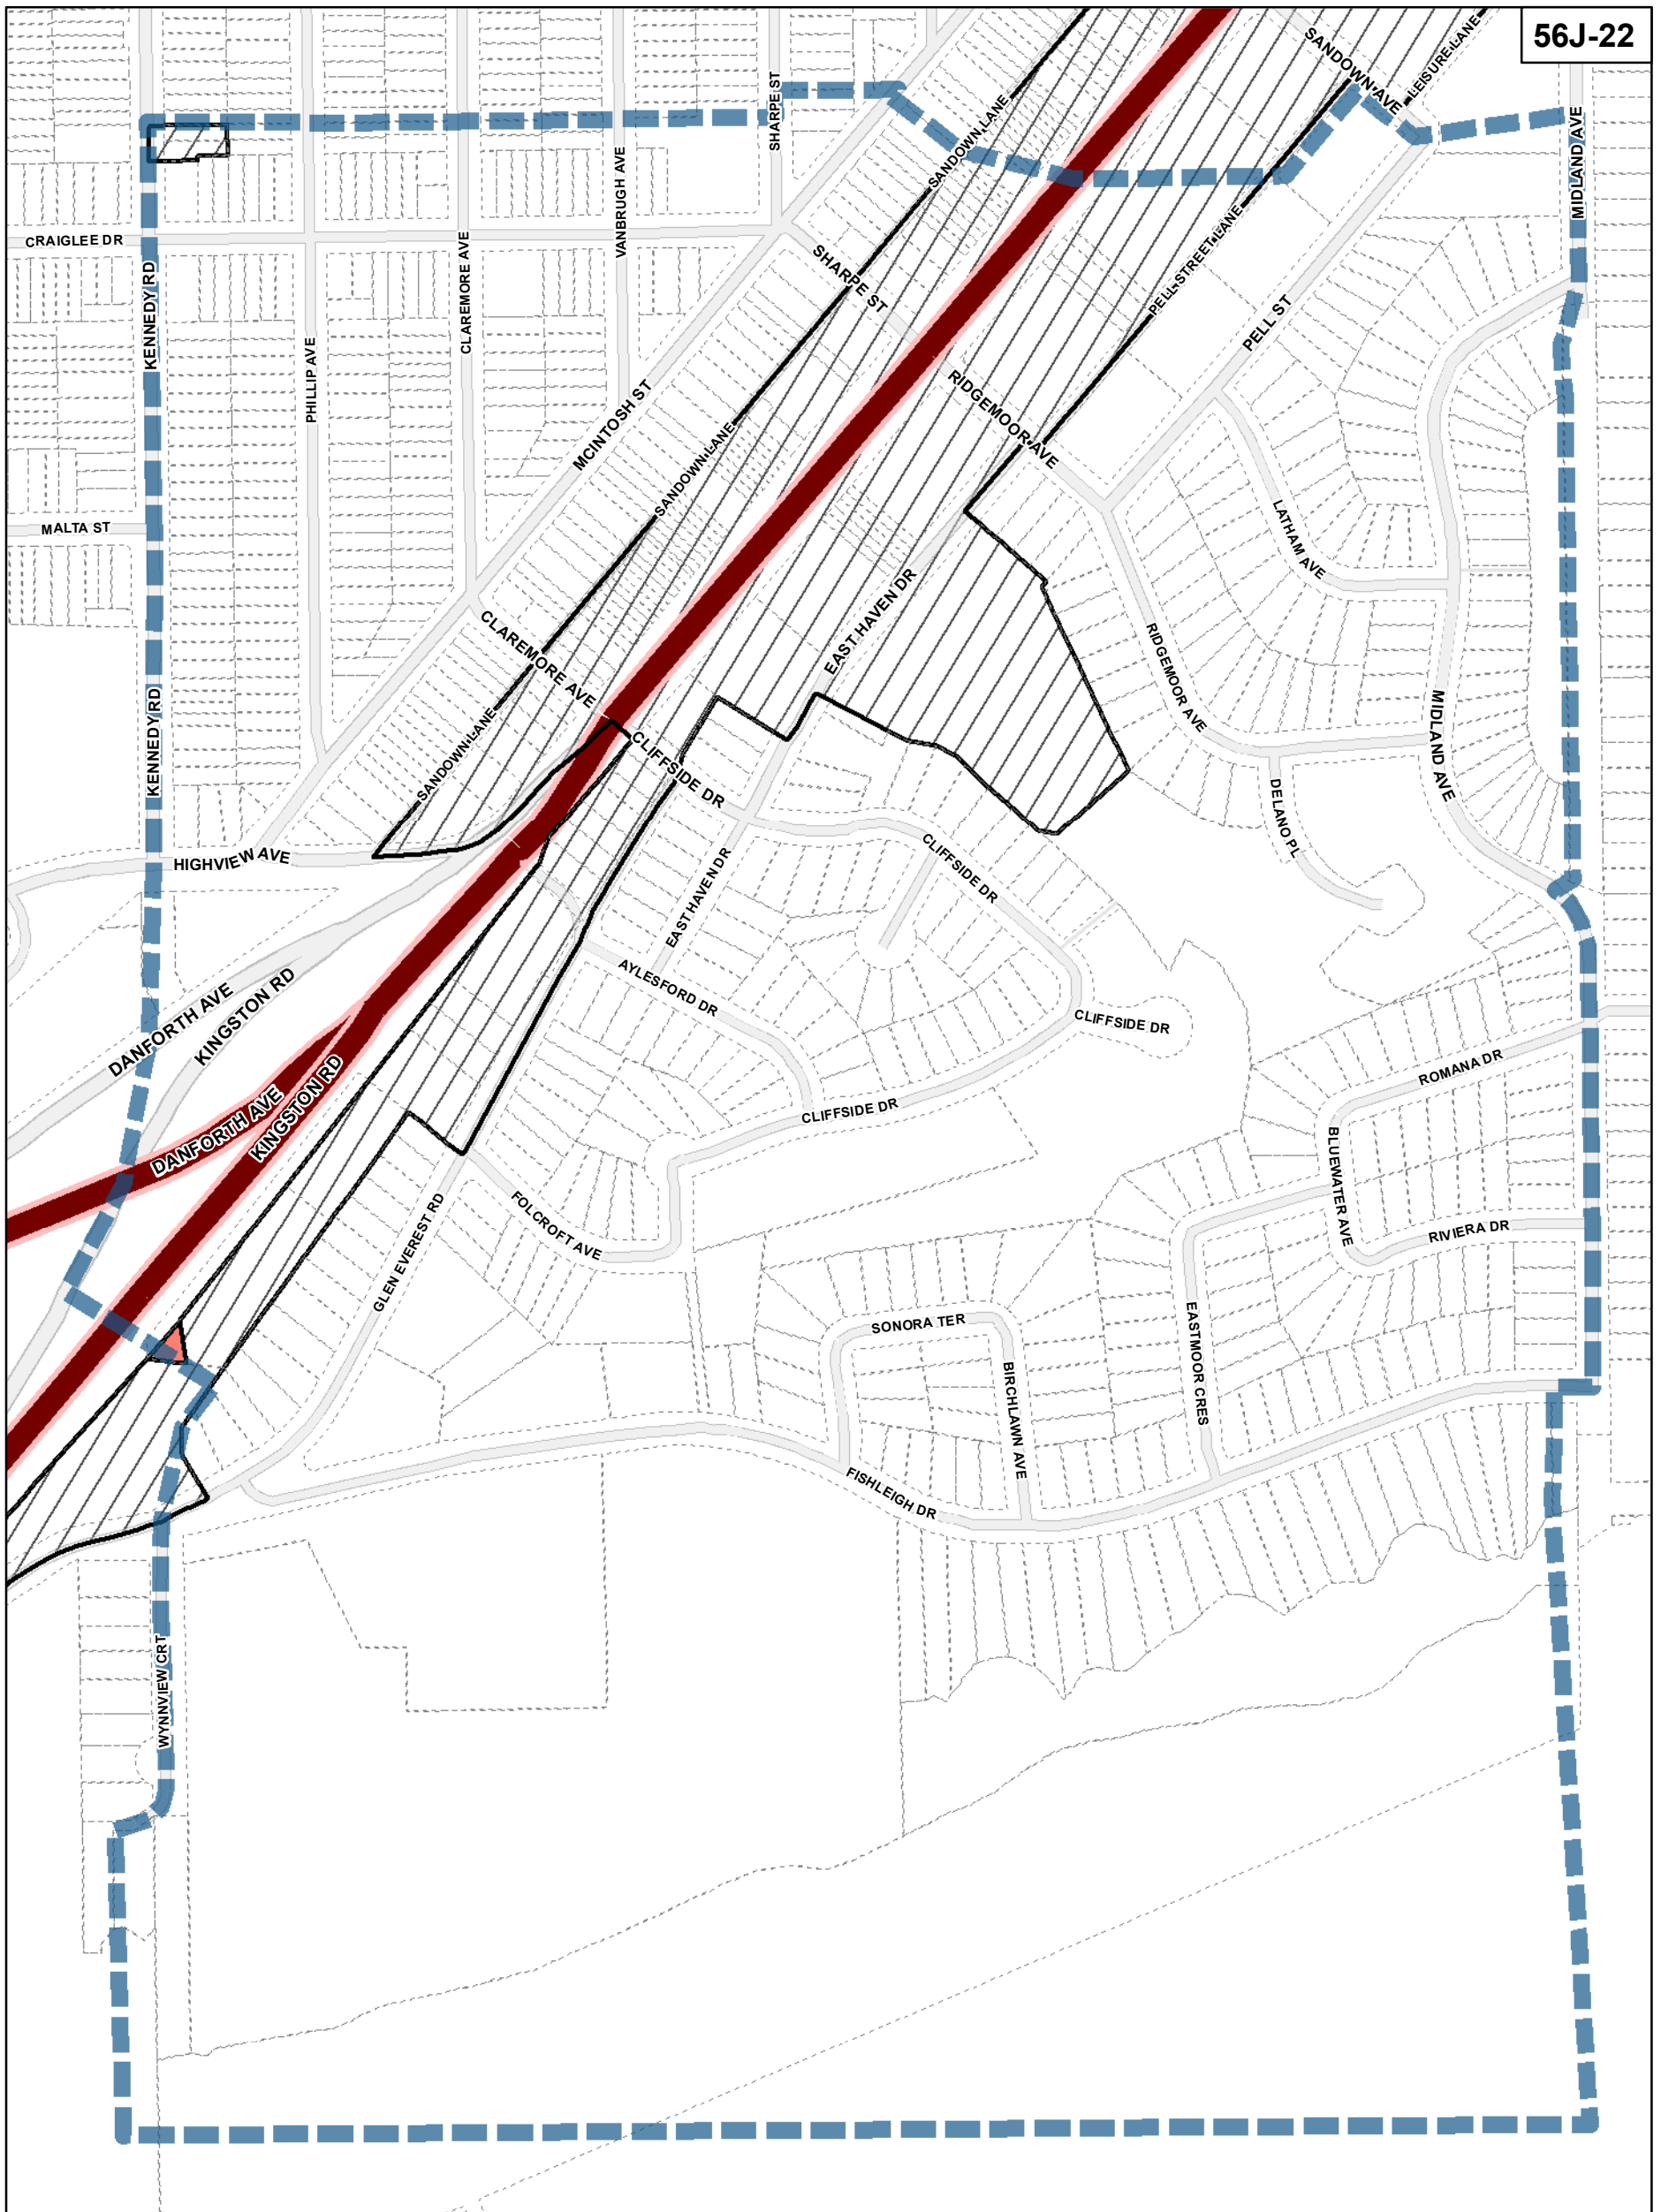 56J-22
SANDOWN AVE
LEISURE LANE
SHARPE ST
SANDOWN LANE
MIDLAND AVE
VANBRUGH AVE
CRAIGLEE DR
CLAREMORE AVE
KENNEDY RD
SHARPE ST
PELL STREET LANE
PELL ST
PHILLIP AVE
MCINTOSH ST
RIDGEMOOR AVE
SANDOWN LANE
MALTA ST
LATHAM AVE
EAST HAVEN DR
CLAREMORE AVE
RIDGEMOOR AVE
KENNEDY RD
SANDOWN LANE
CLIFFSIDE DR
MIDLAND AVE
DELANO PL
HIGHVIEW AVE
CLIFFSIDE DR
EAST HAVEN DR
AYLESFORD DR
DANFORTH AVE
KINGSTON RD
CLIFFSIDE DR
ROMANA DR
DANFORTH AVE
KINGSTON RD
CLIFFSIDE DR
BLUEWATER AVE
FOLCROFT AVE
GLEN EVEREST RD
RIVIERA DR
SONORA TER
EASTMOOR CRES
BIRCHLAWN AVE
FISHLEIGH DR
WYNNVIEW CRT